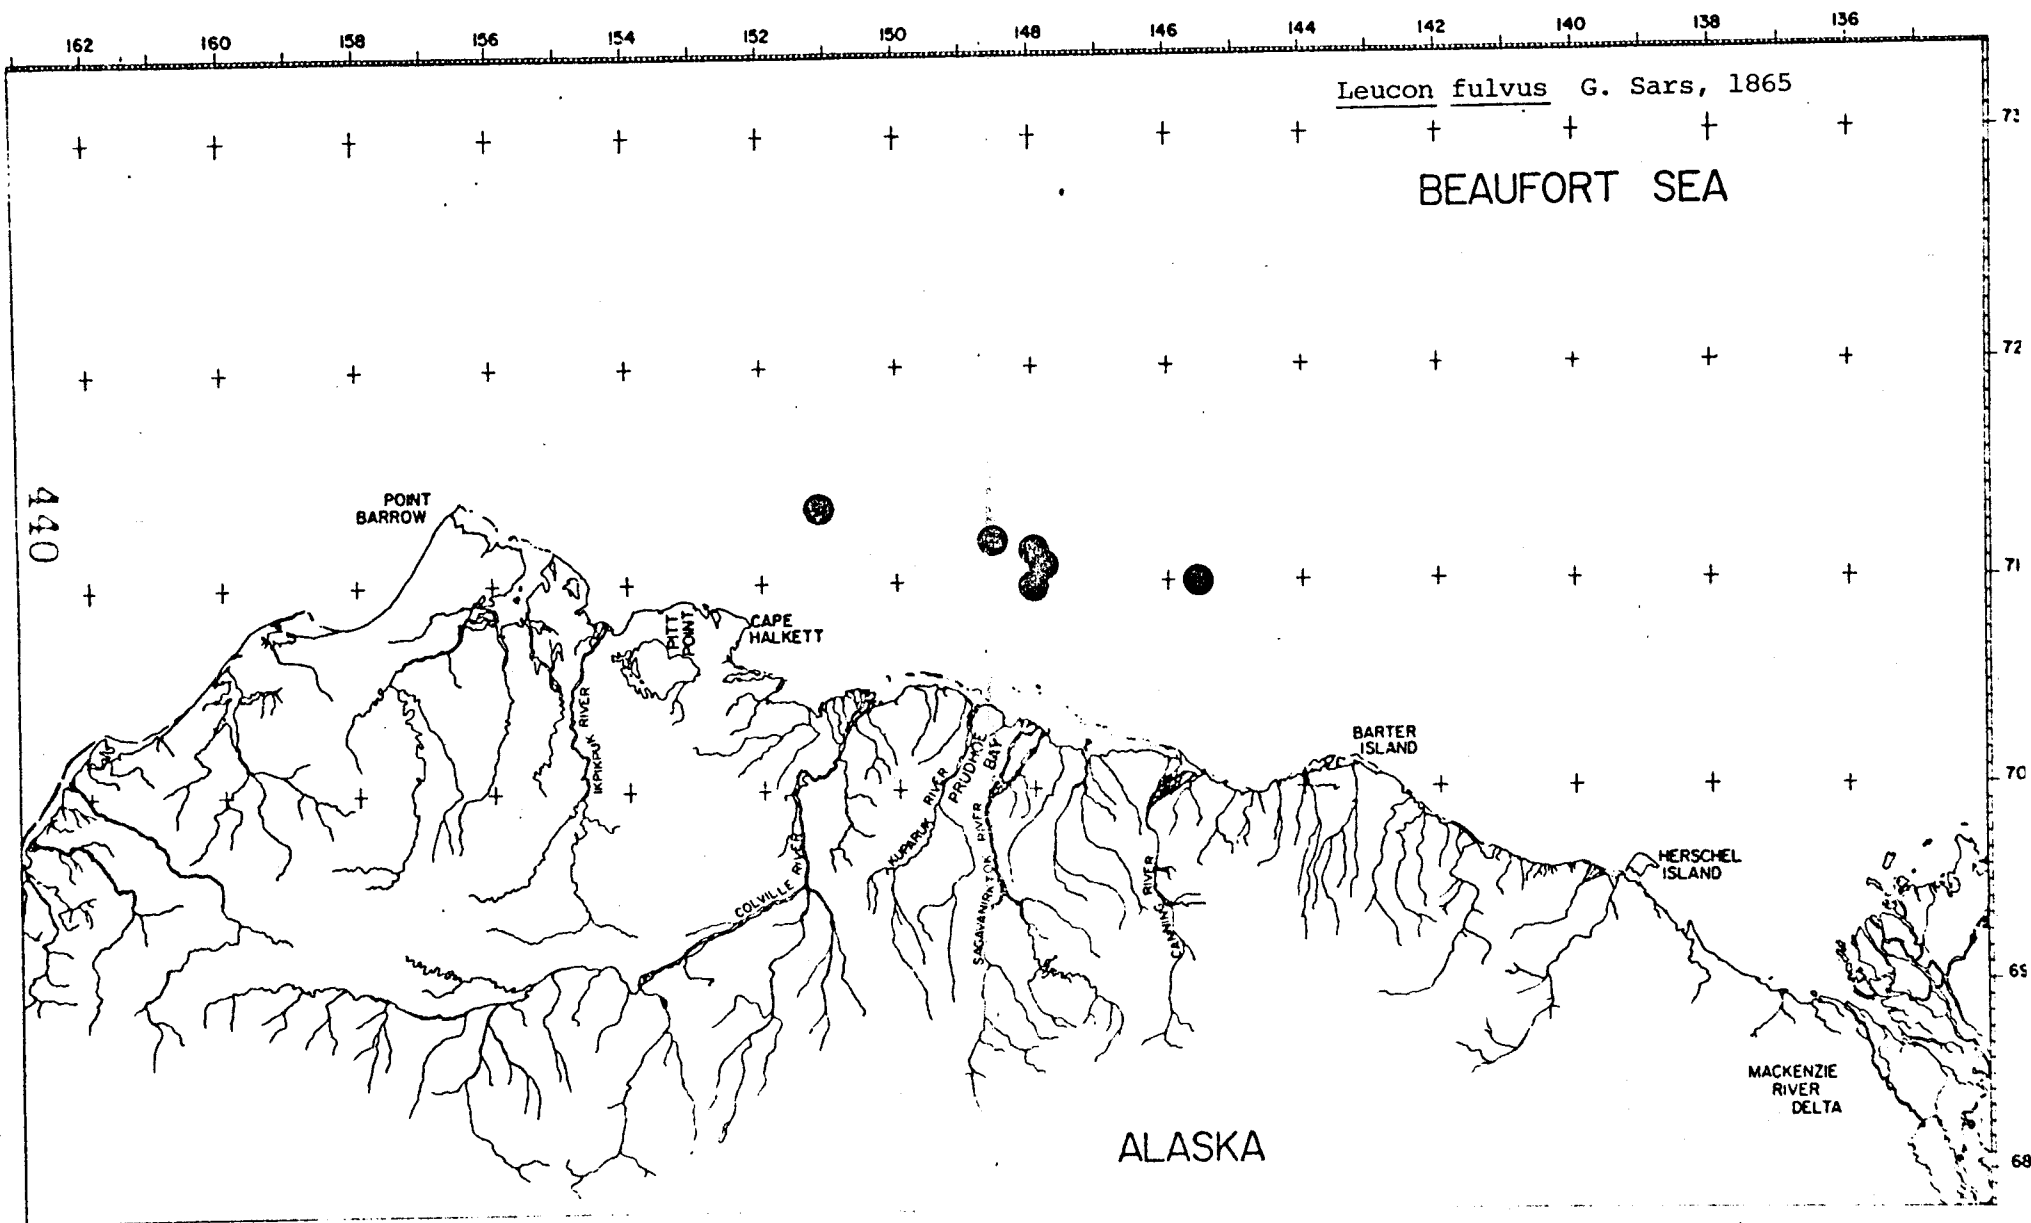 162 160 158 156 154 152 150 148 146 144 142 140 138 136
Leucon fulvus G. Sars, 1865
73
BEAUFORT SEA
72
440
POINT
BARROW
71
PITT
POINT
CAPE
HALKETT
IKPIKPUK RIVER
BARTER
ISLAND
PRUDHOE
BAY
70
KUPARUK RIVER
COLVILLE RIVER
SAGAVANIRKTOK RIVER
CANNING RIVER
HERSCHEL
ISLAND
69
MACKENZIE
RIVER
DELTA
ALASKA
68